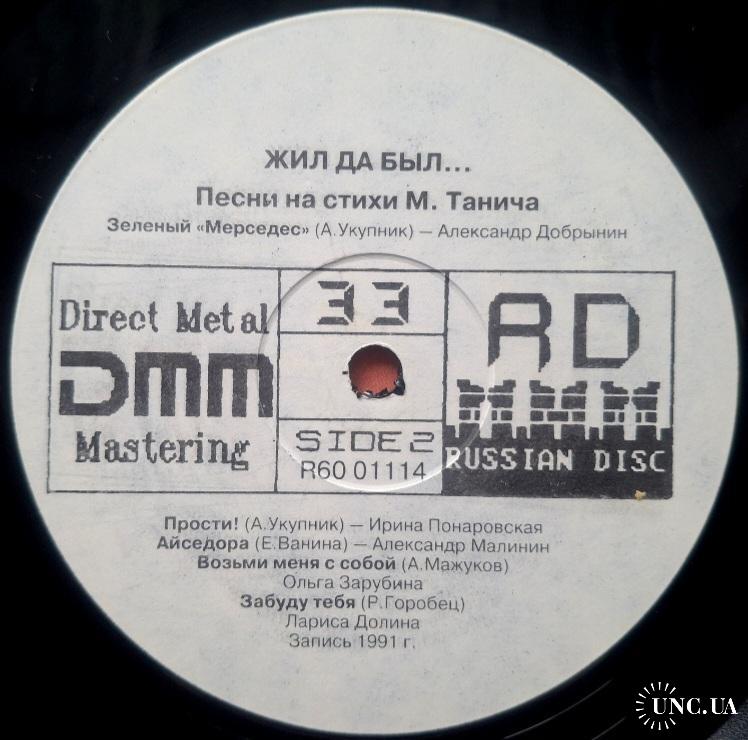 ЖИЛ ДА БЫЛ...
Песни на стихи М. Танича
Зеленый «Мерседес» (А.Укупник) — Александр Добрынин
Direct Metal
DMM
Mastering
33
SIDE 2
R60 01114
RD
RUSSIAN DISC
Прости! (А.Укупник) — Ирина Понаровская
Айседора (Е.Ванина) — Александр Малинин
Возьми меня с собой (А.Мажуков)
Ольга Зарубина
Забуду тебя (Р.Горобец)
Лариса Долина
Запись 1991 г.
UNC.UA